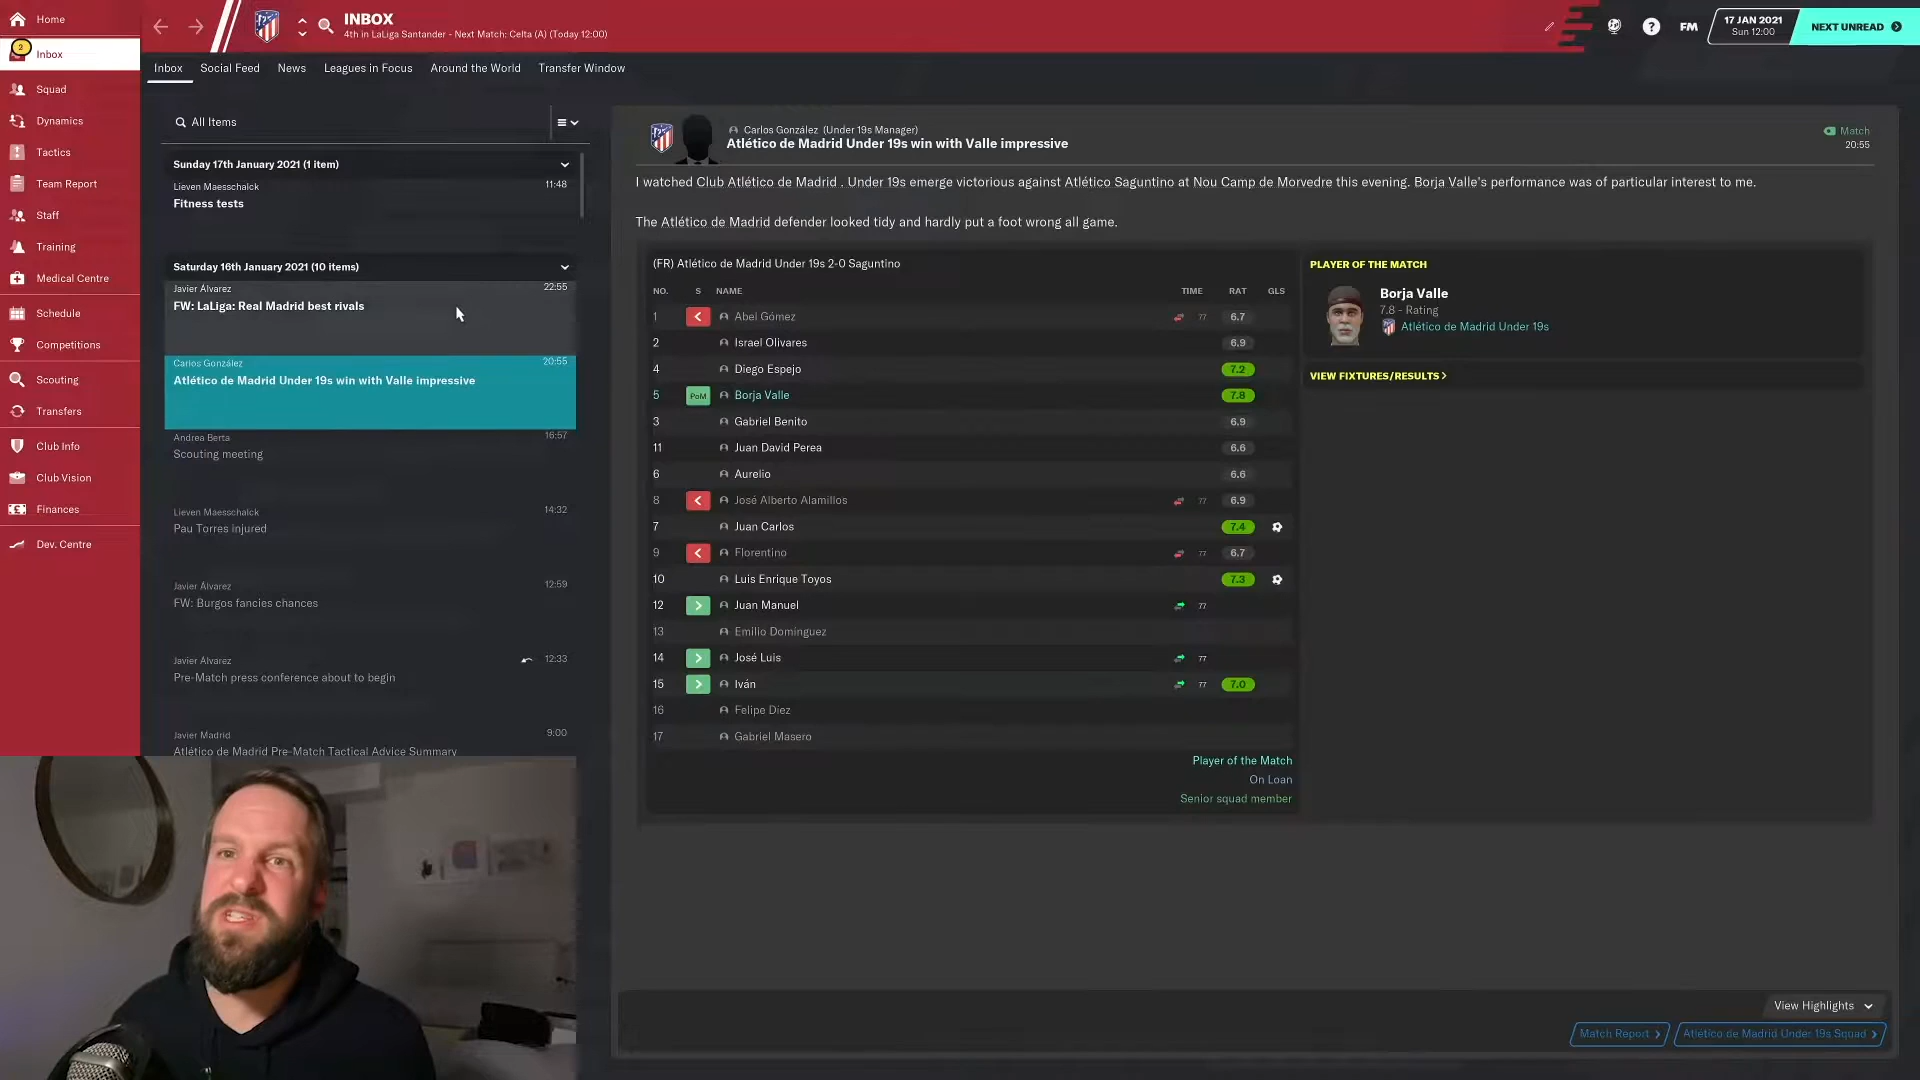 Home
INBOX
4th in LaLiga Santander - Next Match: Celta (A) (Today 12:00)
FM
17 JAN 2021
Sun 12:00
NEXT UNREAD
2
Inbox
Squad
Dynamics
Tactics
Team Report
Staff
Training
Medical Centre
Schedule
Competitions
Scouting
Transfers
Club Info
Club Vision
Finances
Dev. Centre
Inbox Social Feed News Leagues in Focus Around the World Transfer Window
All Items
Sunday 17th January 2021 (1 item)
Lieven Maesschalck 11:48
Fitness tests
Saturday 16th January 2021 (10 items)
Javier Álvarez 22:55
FW: LaLiga: Real Madrid best rivals
Carlos González 20:55
Atlético de Madrid Under 19s win with Valle impressive
Andrea Berta 16:57
Scouting meeting
Lieven Maesschalck 14:32
Pau Torres injured
Javier Álvarez 12:59
FW: Burgos fancies chances
Javier Álvarez 12:33
Pre-Match press conference about to begin
Javier Madrid 9:00
Atlético de Madrid Pre-Match Tactical Advice Summary
Carlos González (Under 19s Manager)
Atlético de Madrid Under 19s win with Valle impressive
Match
20:55
I watched Club Atlético de Madrid . Under 19s emerge victorious against Atlético Saguntino at Nou Camp de Morvedre this evening. Borja Valle's performance was of particular interest to me.
The Atlético de Madrid defender looked tidy and hardly put a foot wrong all game.
(FR) Atlético de Madrid Under 19s 2-0 Saguntino
NO. S NAME TIME RAT GLS
1 Abel Gómez 77 6.7
2 Israel Olivares 6.9
4 Diego Espejo 7.2
5 PoM Borja Valle 7.8
3 Gabriel Benito 6.9
11 Juan David Perea 6.6
6 Aurelio 6.6
8 José Alberto Alamillos 77 6.9
7 Juan Carlos 7.4
9 Florentino 77 6.7
10 Luis Enrique Toyos 7.3
12 Juan Manuel 77
13 Emilio Domínguez
14 José Luis 77
15 Iván 77 7.0
16 Felipe Díez
17 Gabriel Masero
Player of the Match
On Loan
Senior squad member
PLAYER OF THE MATCH
Borja Valle
7.8 - Rating
Atlético de Madrid Under 19s
VIEW FIXTURES/RESULTS >
View Highlights
Match Report >
Atlético de Madrid Under 19s Squad >